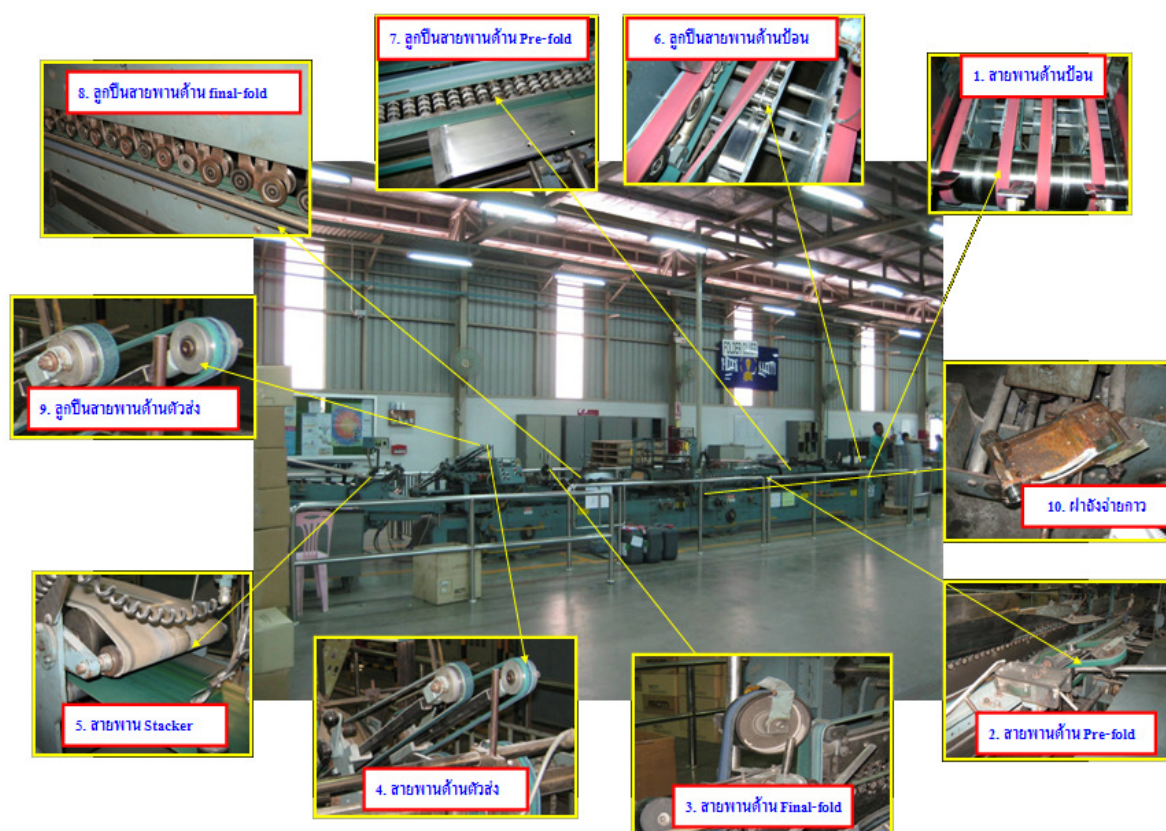 7. ลูกปืนสายพานด้าน Pre-fold
6. ลูกปืนสายพานด้านป้อน
8. ลูกปืนสายพานด้าน final-fold
1. สายพานด้านป้อน
FOLDER GLUER
9. ลูกปืนสายพานด้านตัวส่ง
10. ฝาถังจ่ายกาว
5. สายพาน Stacker
2. สายพานด้าน Pre-fold
4. สายพานด้านตัวส่ง
3. สายพานด้าน Final-fold